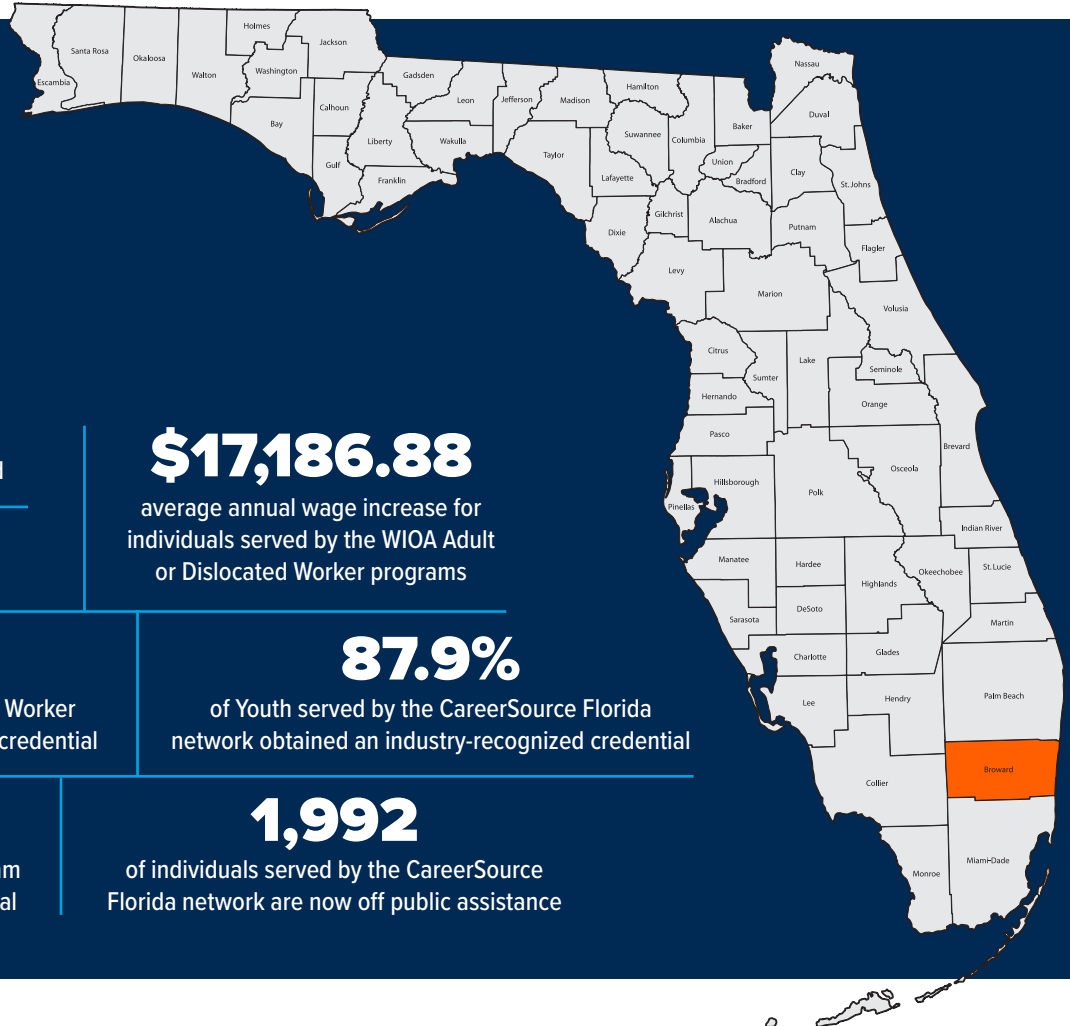 Holmes
Jackson
Santa Rosa
Okaloosa
Walton
Washington
Escambia
Bay
Calhoun
Gulf
Liberty
Gadsden
Leon
Jefferson
Madison
Hamilton
Wakulla
Franklin
Taylor
Lafayette
Suwannee
Columbia
Baker
Nassau
Duval
Union
Bradford
Clay
St. Johns
Dixie
Gilchrist
Alachua
Putnam
Flagler
Levy
Marion
Volusia
Citrus
Sumter
Lake
Seminole
Hernando
Orange
Pasco
Brevard
Osceola
Hillsborough
Polk
Pinellas
Indian River
Manatee
Hardee
Highlands
Okeechobee
St. Lucie
DeSoto
Sarasota
Martin
Charlotte
Glades
Lee
Hendry
Palm Beach
Broward
Collier
Miami-Dade
Monroe
$17,186.88
average annual wage increase for
individuals served by the WIOA Adult
or Dislocated Worker programs
Worker
credential
87.9%
of Youth served by the CareerSource Florida
network obtained an industry-recognized credential
1,992
of individuals served by the CareerSource
Florida network are now off public assistance